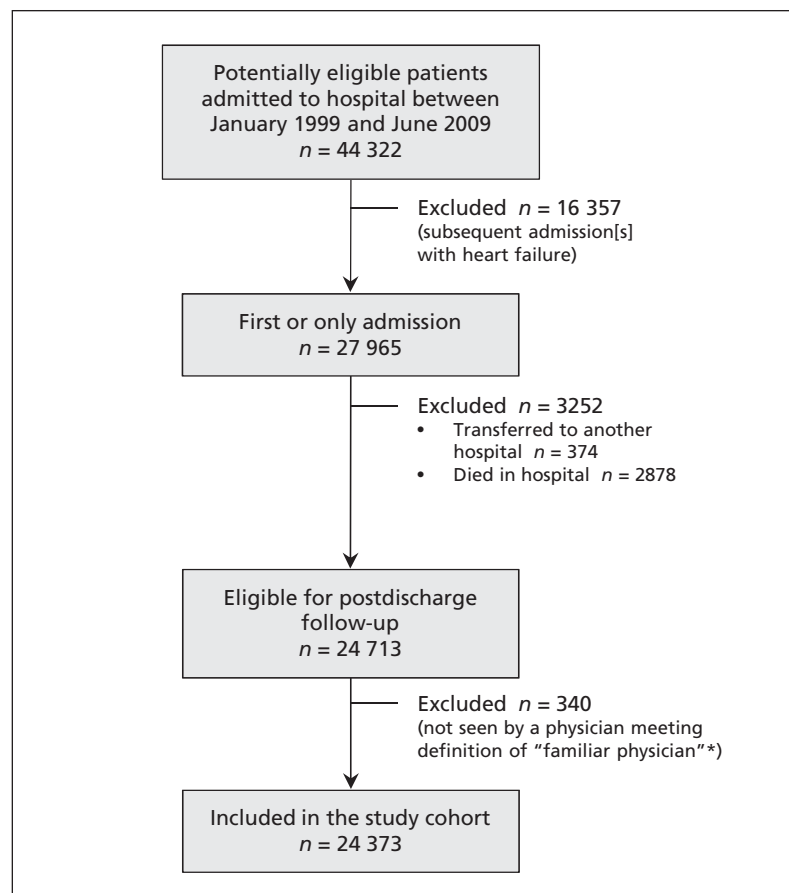 Potentially eligible patients
admitted to hospital between
January 1999 and June 2009
n = 44 322
Excluded n = 16 357
(subsequent admission[s]
with heart failure)
First or only admission
n = 27 965
Excluded n = 3252
• Transferred to another
hospital n = 374
• Died in hospital n = 2878
Eligible for postdischarge
follow-up
n = 24 713
Excluded n = 340
(not seen by a physician meeting
definition of “familiar physician”*)
Included in the study cohort
n = 24 373